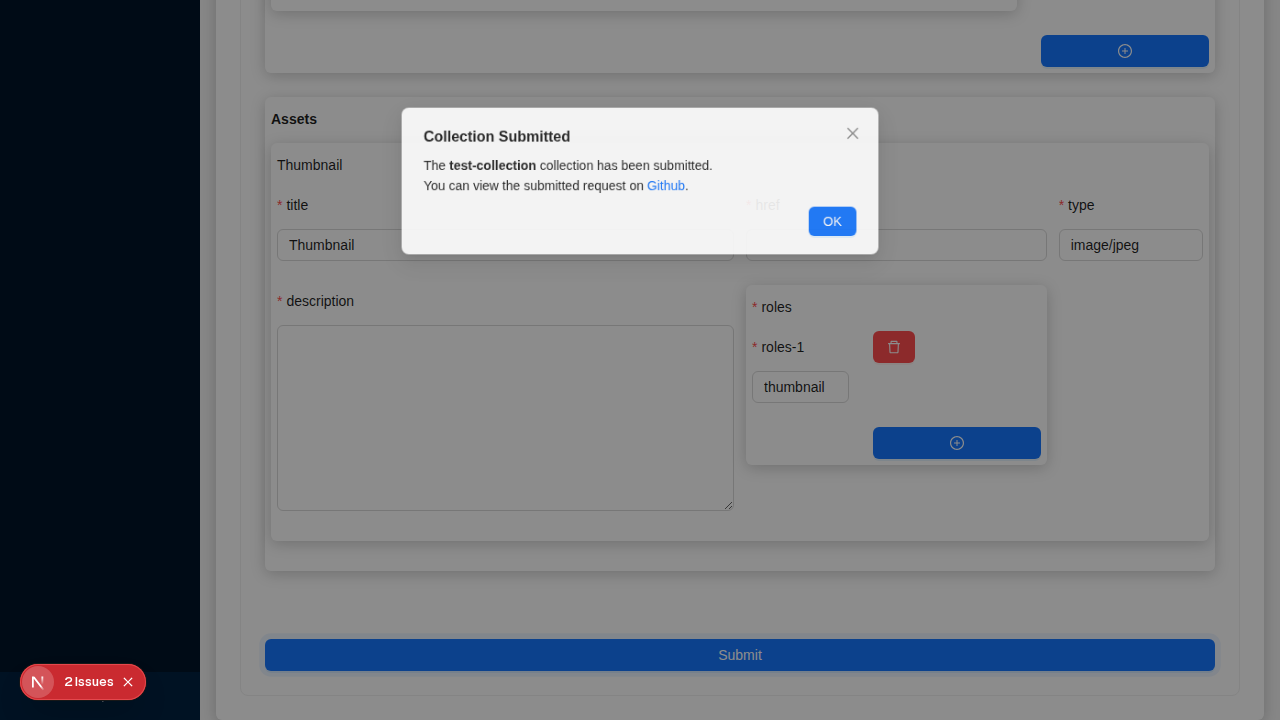 Assets
Collection Submitted
The test-collection collection has been submitted.
You can view the submitted request on Github.
OK
Thumbnail
* title
* href
* type
Thumbnail
image/jpeg
* description
* roles
* roles-1
thumbnail
Submit
2 Issues